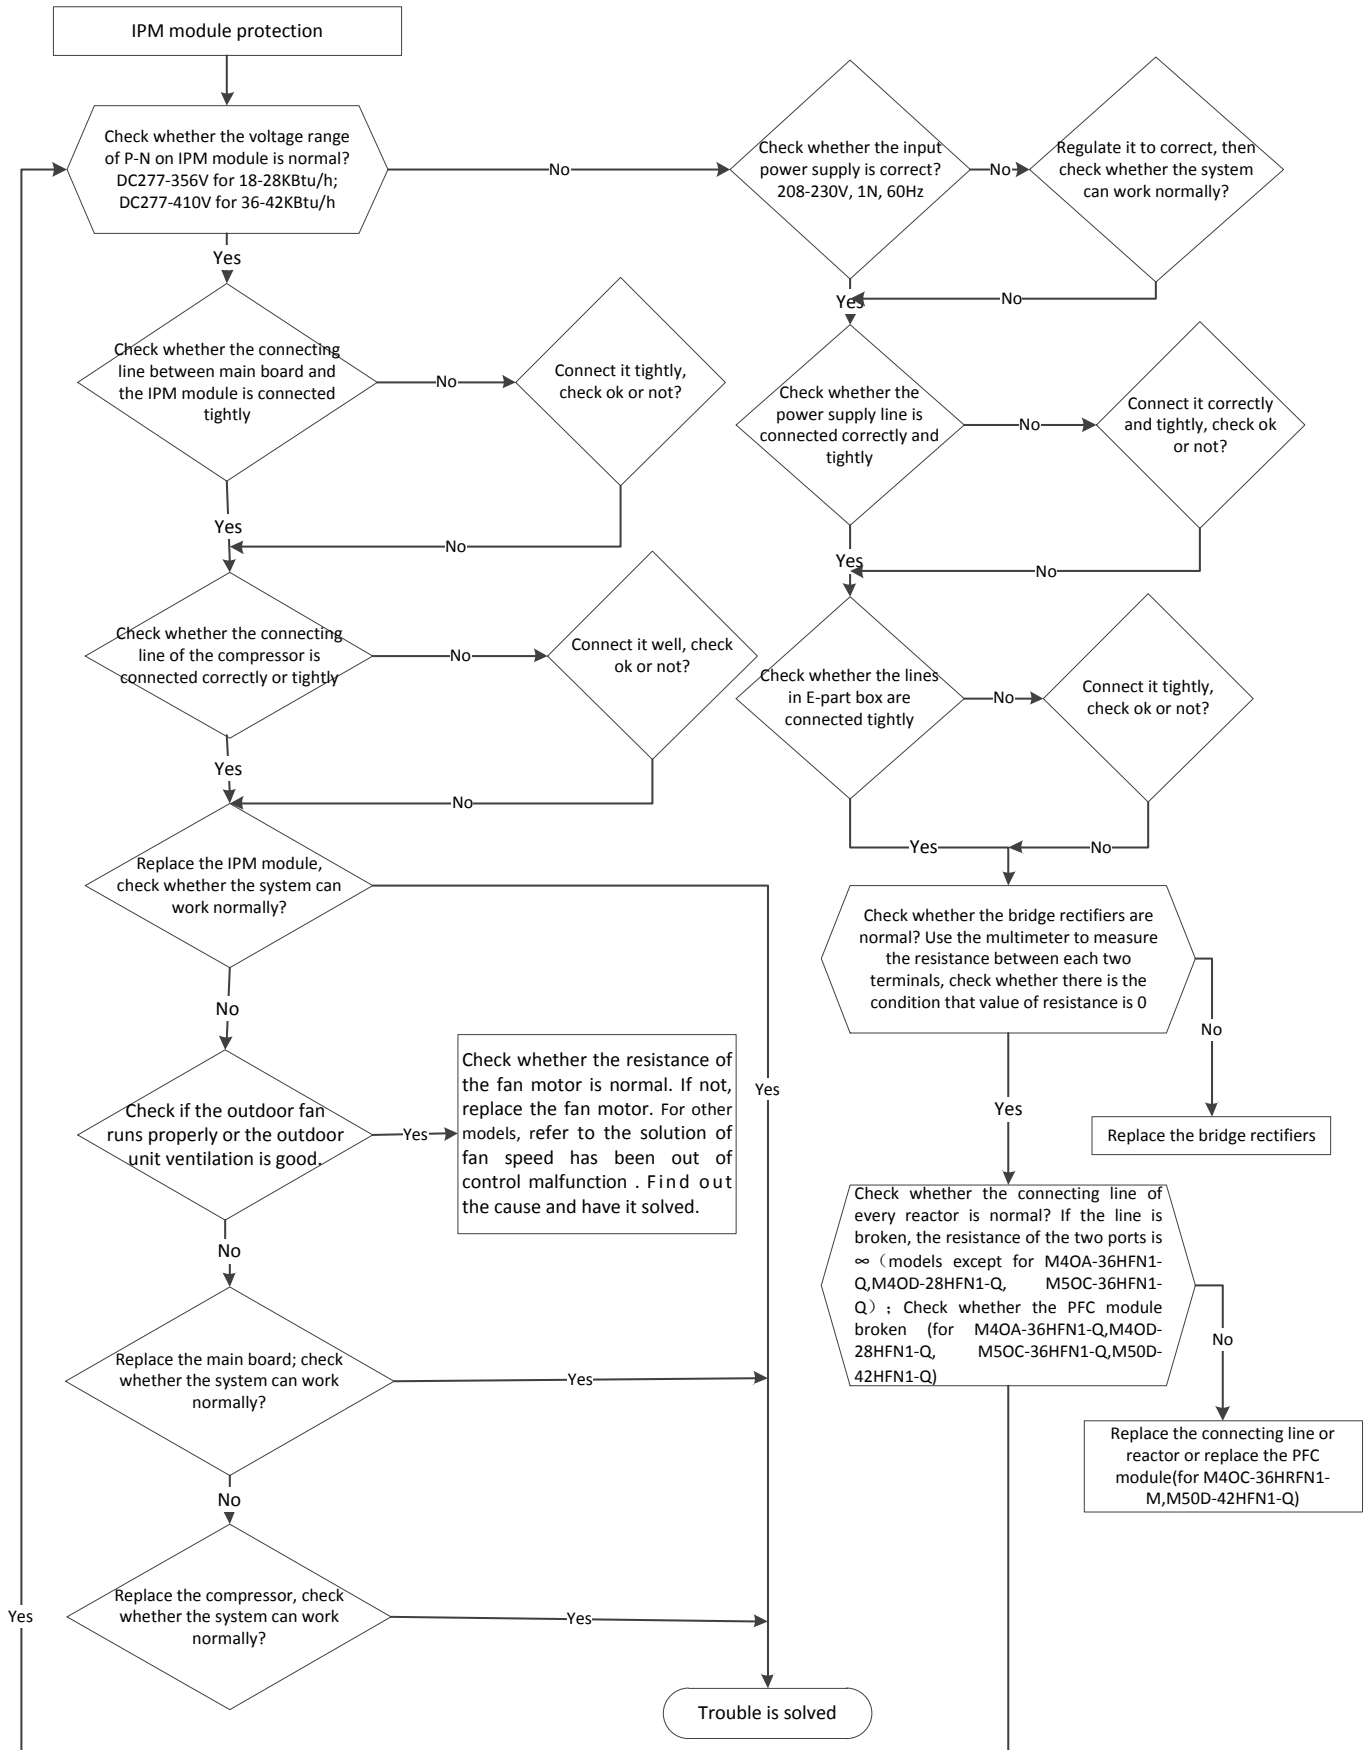 IPM module protection
Check whether the voltage range
of P-N on IPM module is normal?
DC277-356V for 18-28KBtu/h;
DC277-410V for 36-42KBtu/h
No
Check whether the input
power supply is correct?
208-230V, 1N, 60Hz
No
Regulate it to correct, then
check whether the system
can work normally?
Yes
Yes
No
Check whether the connecting
line between main board and
the IPM module is connected
tightly
No
Connect it tightly,
check ok or not?
Check whether the
power supply line is
connected correctly and
tightly
No
Connect it correctly
and tightly, check ok
or not?
Yes
No
Yes
No
Check whether the connecting
line of the compressor is
connected correctly or tightly
No
Connect it well, check
ok or not?
Check whether the lines
in E-part box are
connected tightly
No
Connect it tightly,
check ok or not?
Yes
No
Yes
No
Replace the IPM module,
check whether the system can
work normally?
Check whether the bridge rectifiers are
normal? Use the multimeter to measure
the resistance between each two
terminals, check whether there is the
condition that value of resistance is 0
No
No
Yes
Yes
Replace the bridge rectifiers
Check if the outdoor fan
runs properly or the outdoor
unit ventilation is good.
Yes
Check whether the resistance of
the fan motor is normal. If not,
replace the fan motor. For other
models, refer to the solution of
fan speed has been out of
control malfunction . Find out
the cause and have it solved.
No
Check whether the connecting line of
every reactor is normal? If the line is
broken, the resistance of the two ports is
∞（models except for M4OA-36HFN1-
Q,M4OD-28HFN1-Q, M5OC-36HFN1-
Q）；Check whether the PFC module
broken (for M4OA-36HFN1-Q,M4OD-
28HFN1-Q, M5OC-36HFN1-Q,M50D-
42HFN1-Q)
No
Replace the main board; check
whether the system can work
normally?
Yes
Replace the connecting line or
reactor or replace the PFC
module(for M4OC-36HRFN1-
M,M50D-42HFN1-Q)
No
Replace the compressor, check
whether the system can work
normally?
Yes
Yes
Trouble is solved